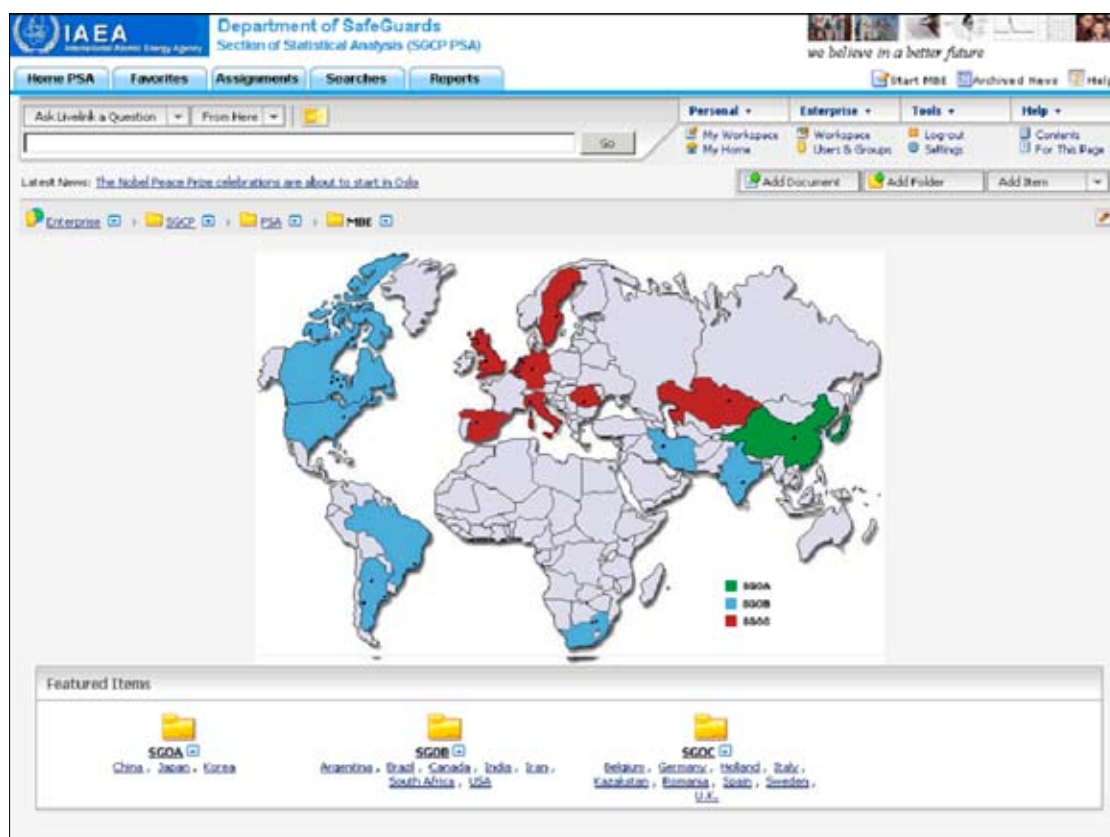 IAEA
International Atomic Energy Agency
Department of SafeGuards
Section of Statistical Analysis (SGCP PSA)
we believe in a better future
Home PSA Favorites Assignments Searches Reports
Start MBE Archived News Help
Ask Livelink a Question From Here
Go
Personal Enterprise Tools Help
My Workspace Workspace Log-out Contents
My Home Users & Groups Settings For This Page
Latest News: The Nobel Peace Prize celebrations are about to start in Oslo
Add Document Add Folder Add Item
Enterprise › SGCP › PSA › MBE
SGOA
SGOB
SGOC
Featured Items
SGOA SGOB SGOC
China , Japan , Korea Argentina , Brazil , Canada , India , Iran , Belgium , Germany , Holland , Italy ,
South Africa , USA Kazakstan , Romania , Spain , Sweden ,
U.K.